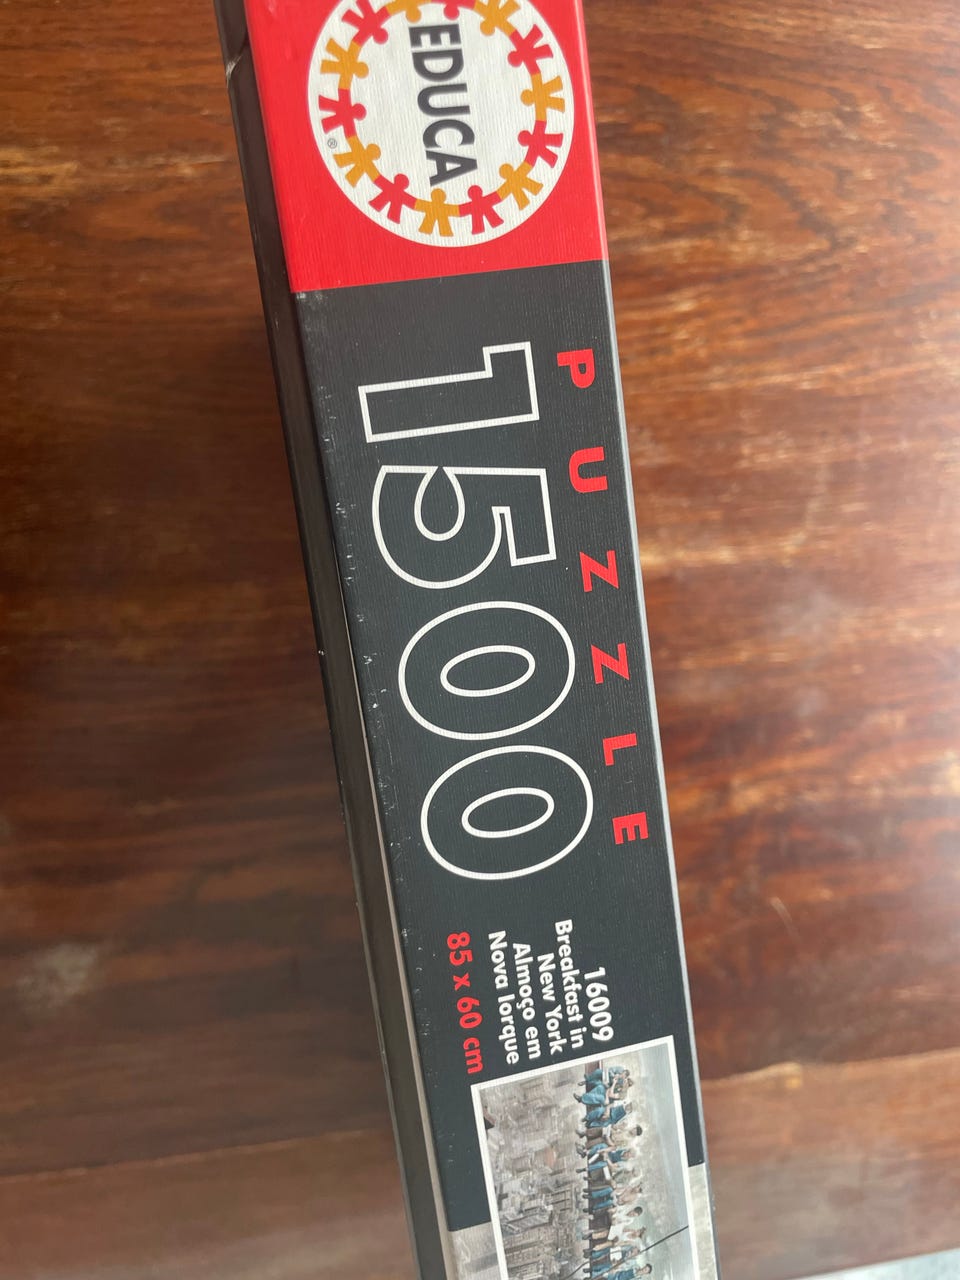 EDUCA
®
PUZZLE
1500
16009
Breakfast in
New York
Almoço em
Nova Iorque
85 x 60 cm